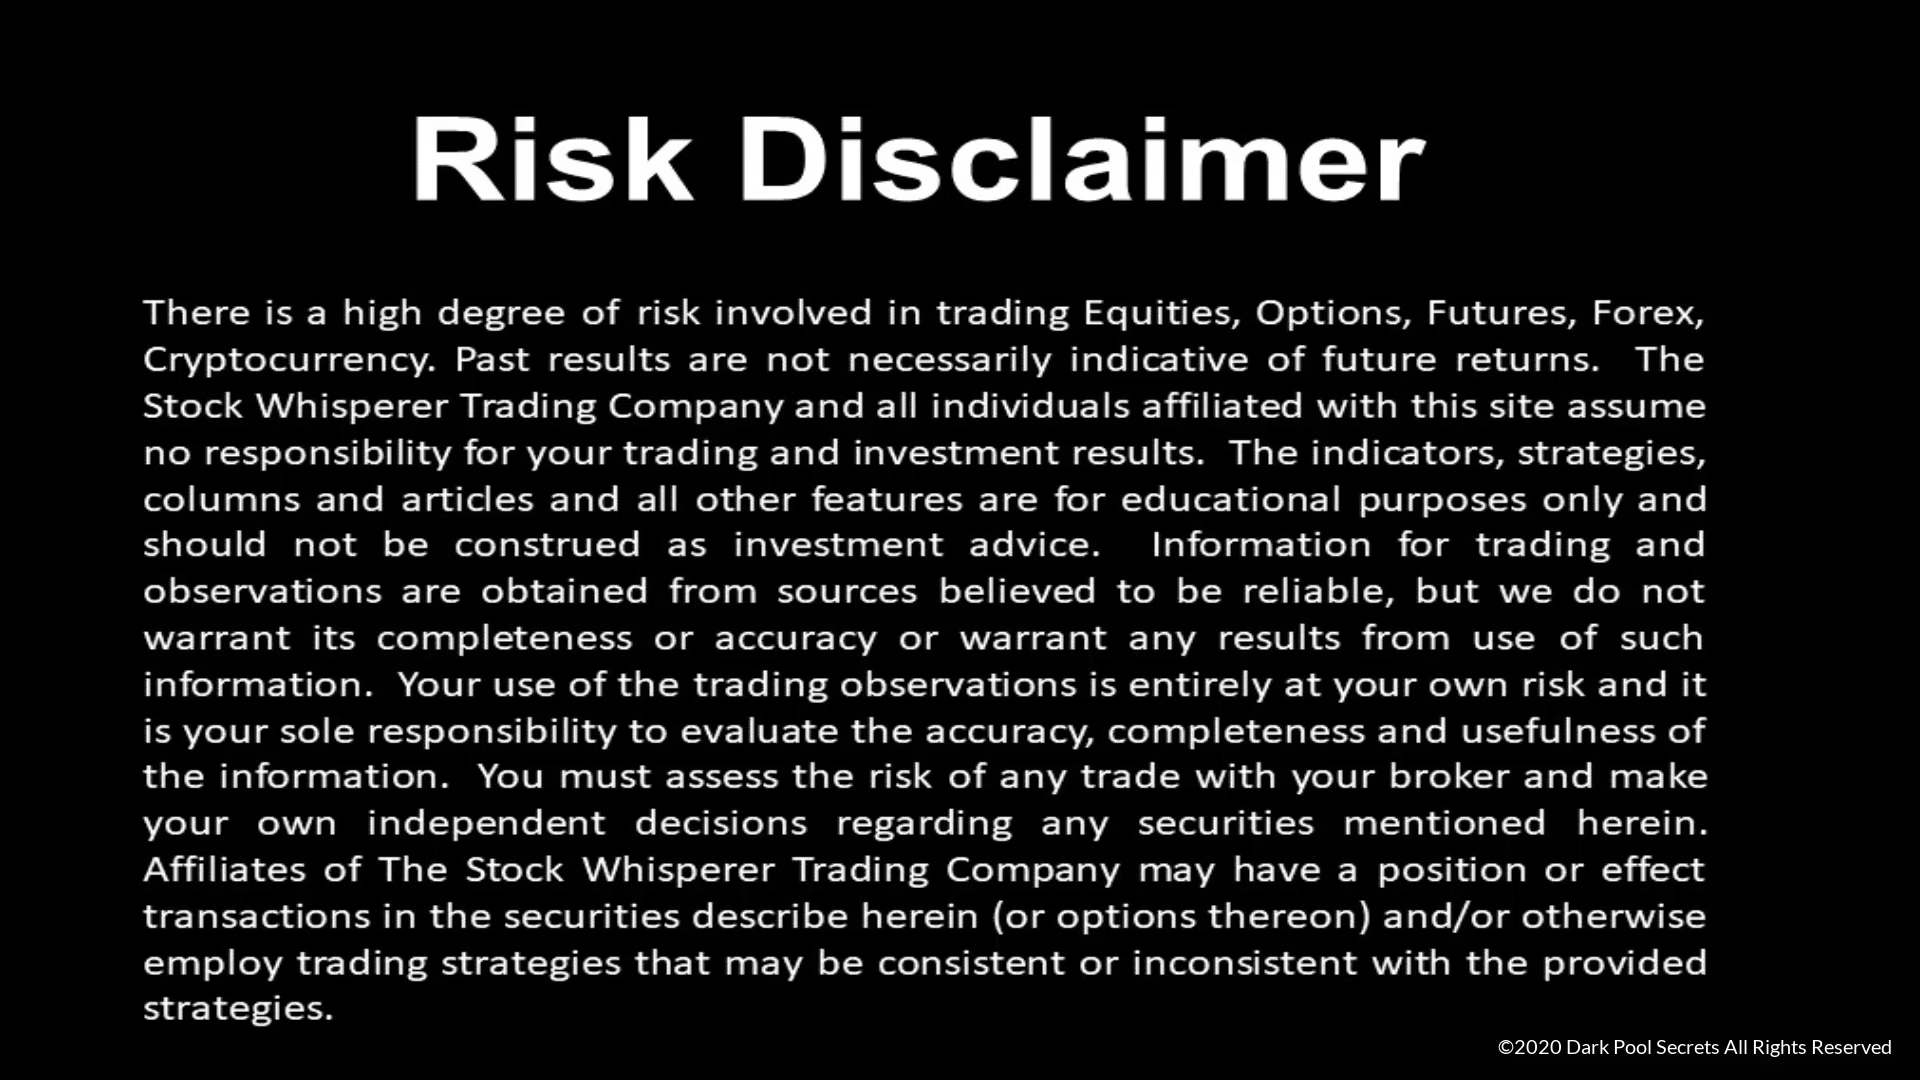 Risk Disclaimer
There is a high degree of risk involved in trading Equities, Options, Futures, Forex,
Cryptocurrency. Past results are not necessarily indicative of future returns.  The
Stock Whisperer Trading Company and all individuals affiliated with this site assume
no responsibility for your trading and investment results.  The indicators, strategies,
columns and articles and all other features are for educational purposes only and
should not be construed as investment advice.  Information for trading and
observations are obtained from sources believed to be reliable, but we do not
warrant its completeness or accuracy or warrant any results from use of such
information.  Your use of the trading observations is entirely at your own risk and it
is your sole responsibility to evaluate the accuracy, completeness and usefulness of
the information.  You must assess the risk of any trade with your broker and make
your own independent decisions regarding any securities mentioned herein.
Affiliates of The Stock Whisperer Trading Company may have a position or effect
transactions in the securities describe herein (or options thereon) and/or otherwise
employ trading strategies that may be consistent or inconsistent with the provided
strategies.
©2020 Dark Pool Secrets All Rights Reserved